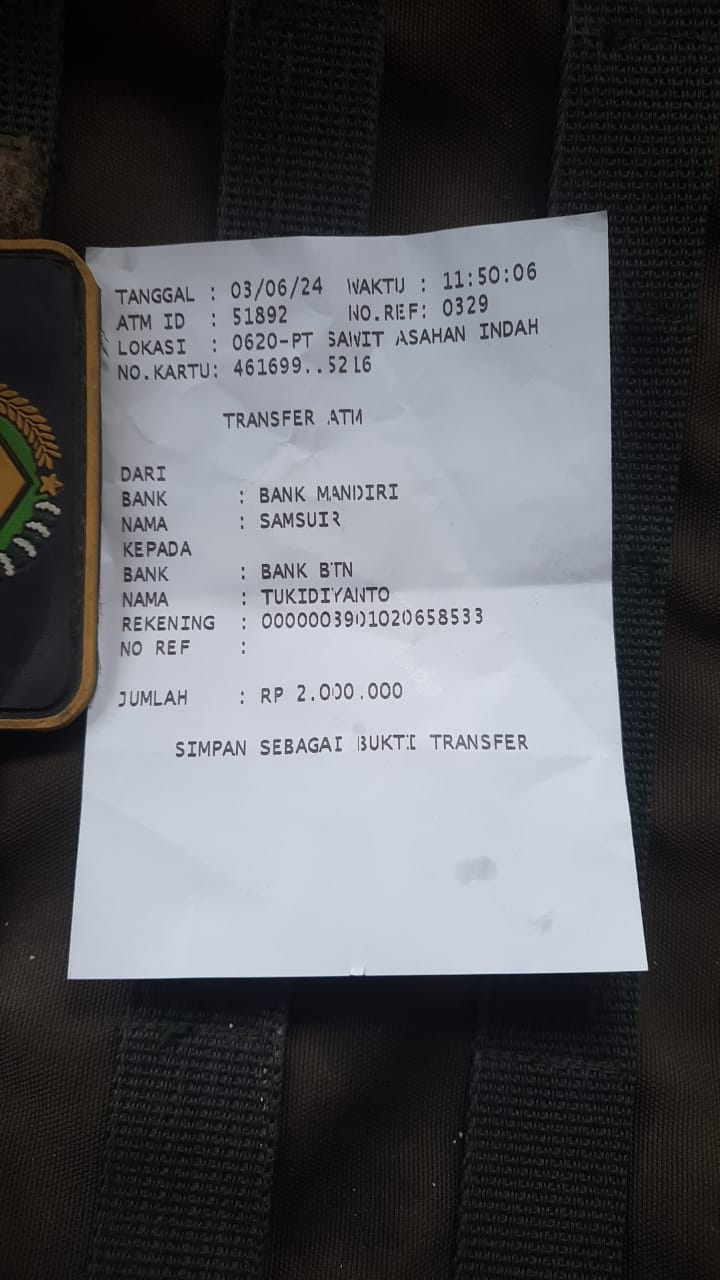 TANGGAL : 03/06/24 WAKTU : 11:50:06
ATM ID : 51892 NO.REF: 0329
LOKASI : 0620-PT SAWIT ASAHAN INDAH
NO.KARTU: 461699..5216
TRANSFER ATM
DARI
BANK : BANK MANDIRI
NAMA : SAMSUIR
KEPADA
BANK : BANK BTN
NAMA : TUKIDIYANTO
REKENING : 0000003901020658533
NO REF :
JUMLAH : RP 2.000.000
SIMPAN SEBAGAI BUKTI TRANSFER